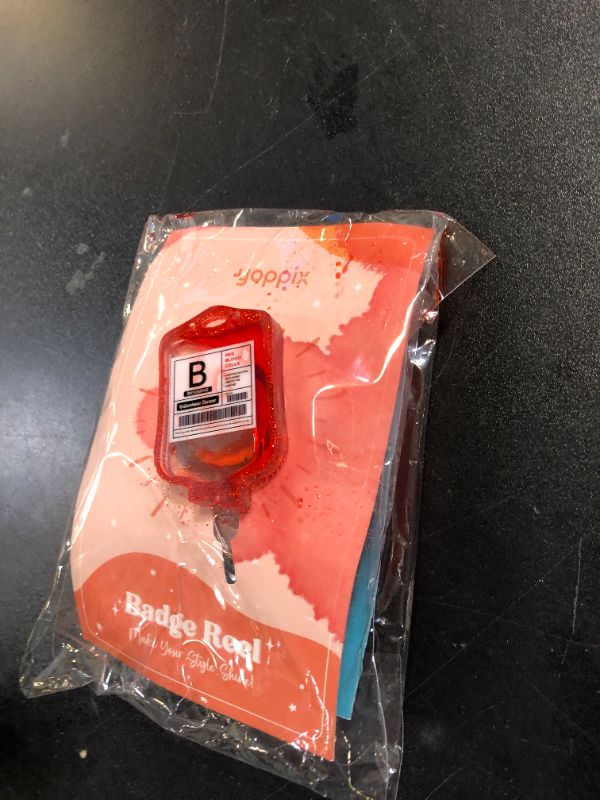 yoppix
B
RED
BLOOD
CELLS
Volunteer Donor
Badge Reel
Make Your Style Shine!